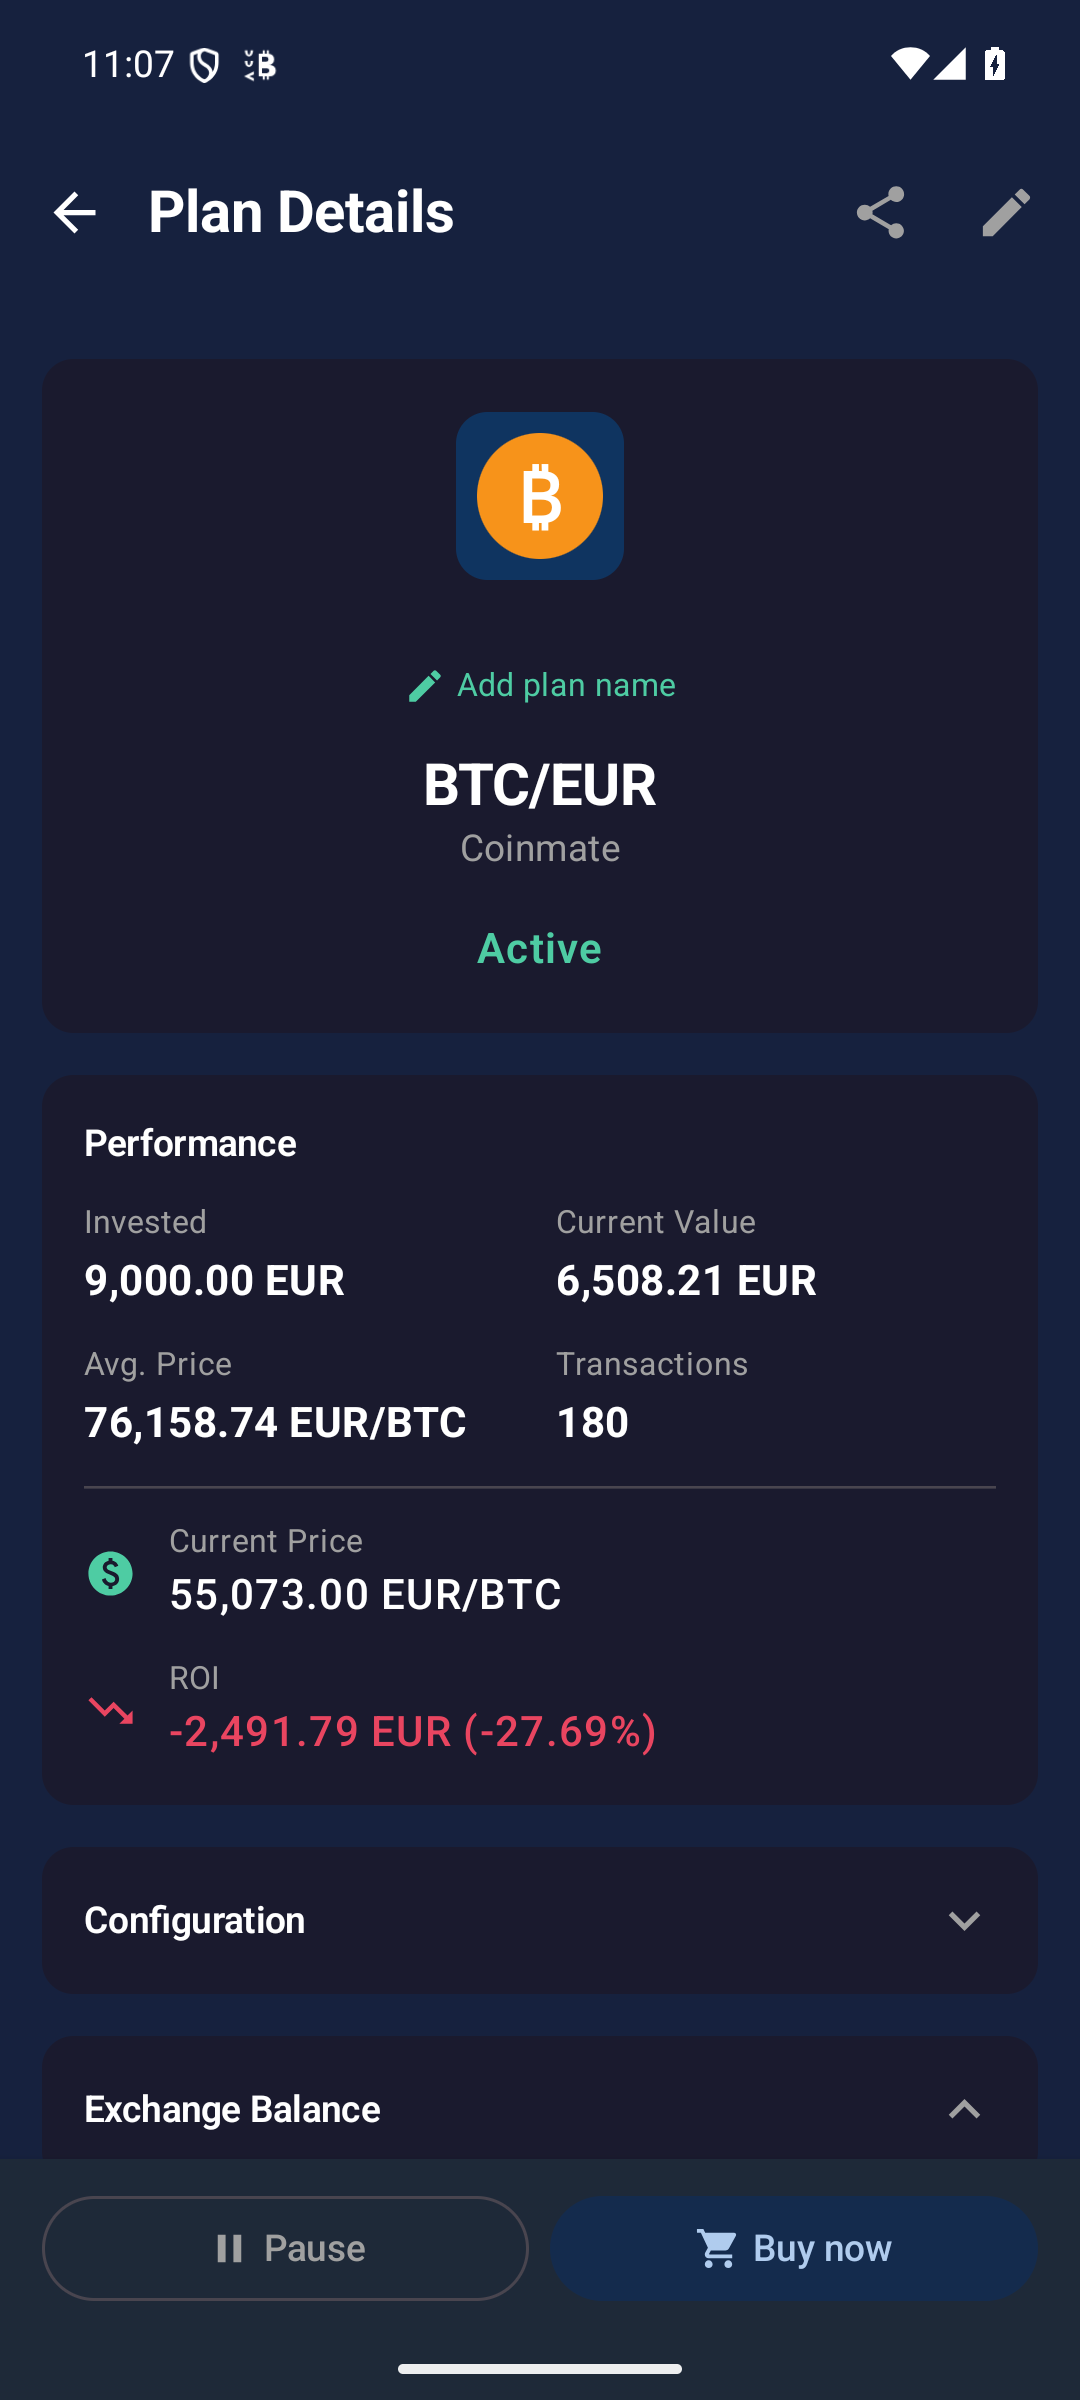 11:07
Plan Details
Add plan name
BTC/EUR
Coinmate
Active
Performance
Invested
Current Value
9,000.00 EUR
6,508.21 EUR
Avg. Price
Transactions
76,158.74 EUR/BTC
180
Current Price
55,073.00 EUR/BTC
ROI
-2,491.79 EUR (-27.69%)
Configuration
Exchange Balance
Pause
Buy now